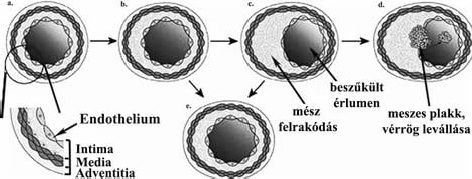 a.
b.
c.
d.
beszűkült
érlumen
mész
felrakódás
meszes plakk,
vérrög leválása
e.
Endothelium
Intima
Media
Adventitia